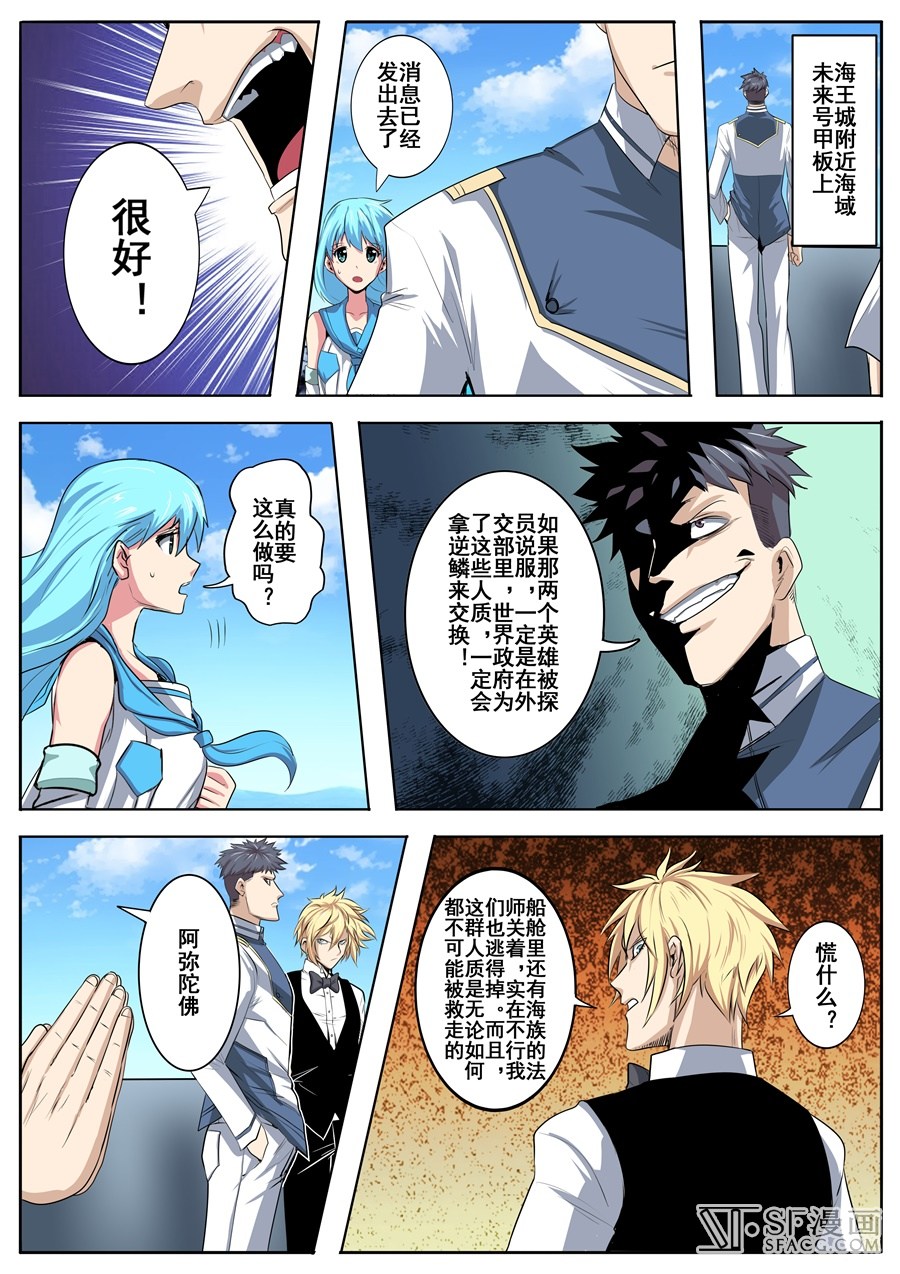 海王城附近海域
未来号甲板上
消息已经
发出去了
很好！
如果那两个英雄被探
员说服，一定是在外
交部里，世界政府为
了这些人质，一定会
拿逆鳞来交换！
真的要
这么做吗？
慌什么？
船舱里还有海族的法
师关着，实在不行，我
们也逃得掉。而且
这群人质是无论如何
都不可能被救走的
阿弥陀佛
SF漫画
SFACG.COM